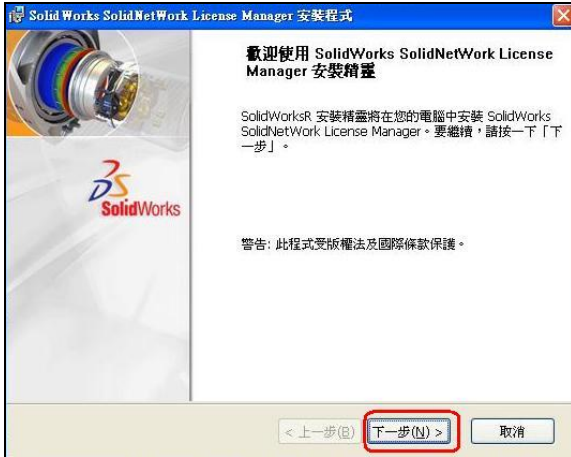 SolidWorks SolidNetWork License Manager 安裝程式
歡迎使用 SolidWorks SolidNetWork License
Manager 安裝精靈
SolidWorksR 安裝精靈將在您的電腦中安裝 SolidWorks
SolidNetWork License Manager。要繼續，請按一下「下
一步」。
SolidWorks
警告: 此程式受版權法及國際條款保護。
< 上一步(B)
下一步(N) >
取消